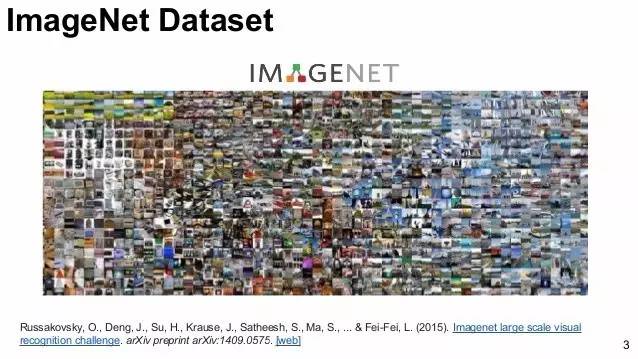 ImageNet Dataset
IMAGENET
Russakovsky, O., Deng, J., Su, H., Krause, J., Satheesh, S., Ma, S., ... & Fei-Fei, L. (2015). Imagenet large scale visual
recognition challenge. arXiv preprint arXiv:1409.0575. [web]
3